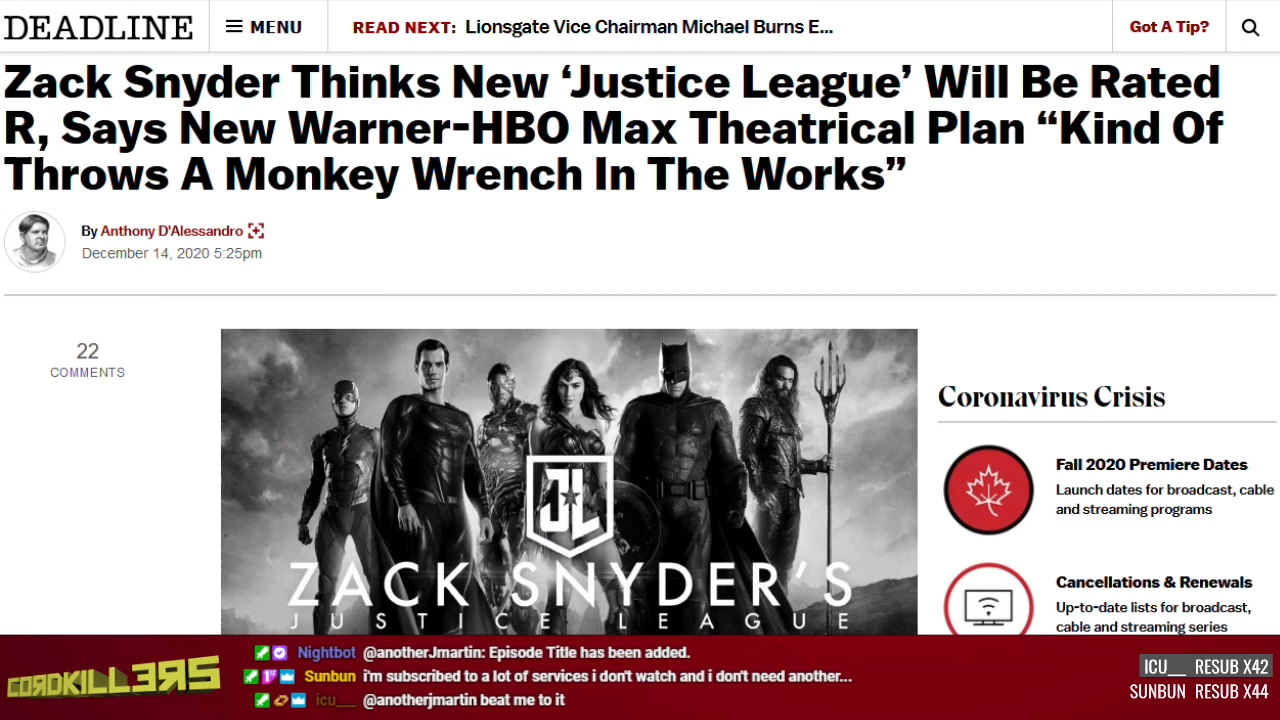 DEADLINE
MENU
READ NEXT: Lionsgate Vice Chairman Michael Burns E...
Got A Tip?
Zack Snyder Thinks New ‘Justice League’ Will Be Rated
R, Says New Warner-HBO Max Theatrical Plan “Kind Of
Throws A Monkey Wrench In The Works”
By Anthony D'Alessandro
December 14, 2020 5:25pm
22
COMMENTS
JL
ZACK SNYDER'S
JUSTICE LEAGUE
Coronavirus Crisis
Fall 2020 Premiere Dates
Launch dates for broadcast, cable
and streaming programs
Cancellations & Renewals
Up-to-date lists for broadcast,
cable and streaming series
CORDKILLERS
Nightbot @anotherJmartin: Episode Title has been added.
Sunbun i'm subscribed to a lot of services i don't watch and i don't need another...
icu___ @anotherjmartin beat me to it
ICU___ RESUB X42
SUNBUN RESUB X44